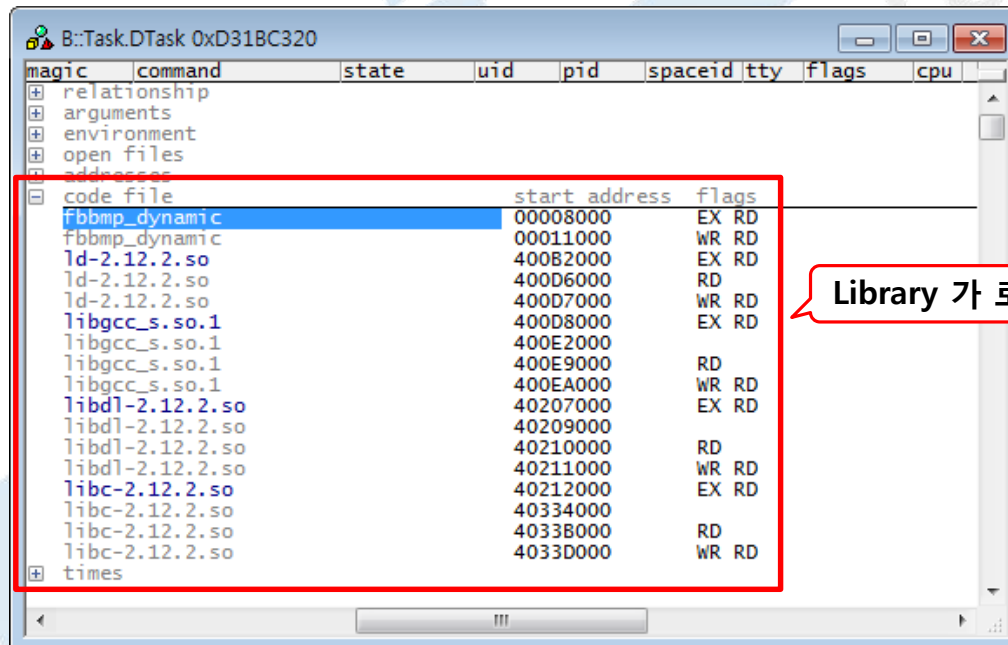 B::Task.DTask 0xD31BC320
magic command state uid pid spaceid tty flags cpu
relationship
arguments
environment
open files
addresses
code file start address flags
fbbmp_dynamic 00008000 EX RD
fbbmp_dynamic 00011000 WR RD
ld-2.12.2.so 400B2000 EX RD
ld-2.12.2.so 400D6000 RD
ld-2.12.2.so 400D7000 WR RD
libgcc_s.so.1 400D8000 EX RD
libgcc_s.so.1 400E2000
libgcc_s.so.1 400E9000 RD
libgcc_s.so.1 400EA000 WR RD
libdl-2.12.2.so 40207000 EX RD
libdl-2.12.2.so 40209000
libdl-2.12.2.so 40210000 RD
libdl-2.12.2.so 40211000 WR RD
libc-2.12.2.so 40212000 EX RD
libc-2.12.2.so 40334000
libc-2.12.2.so 4033B000 RD
libc-2.12.2.so 4033D000 WR RD
times
Library 가